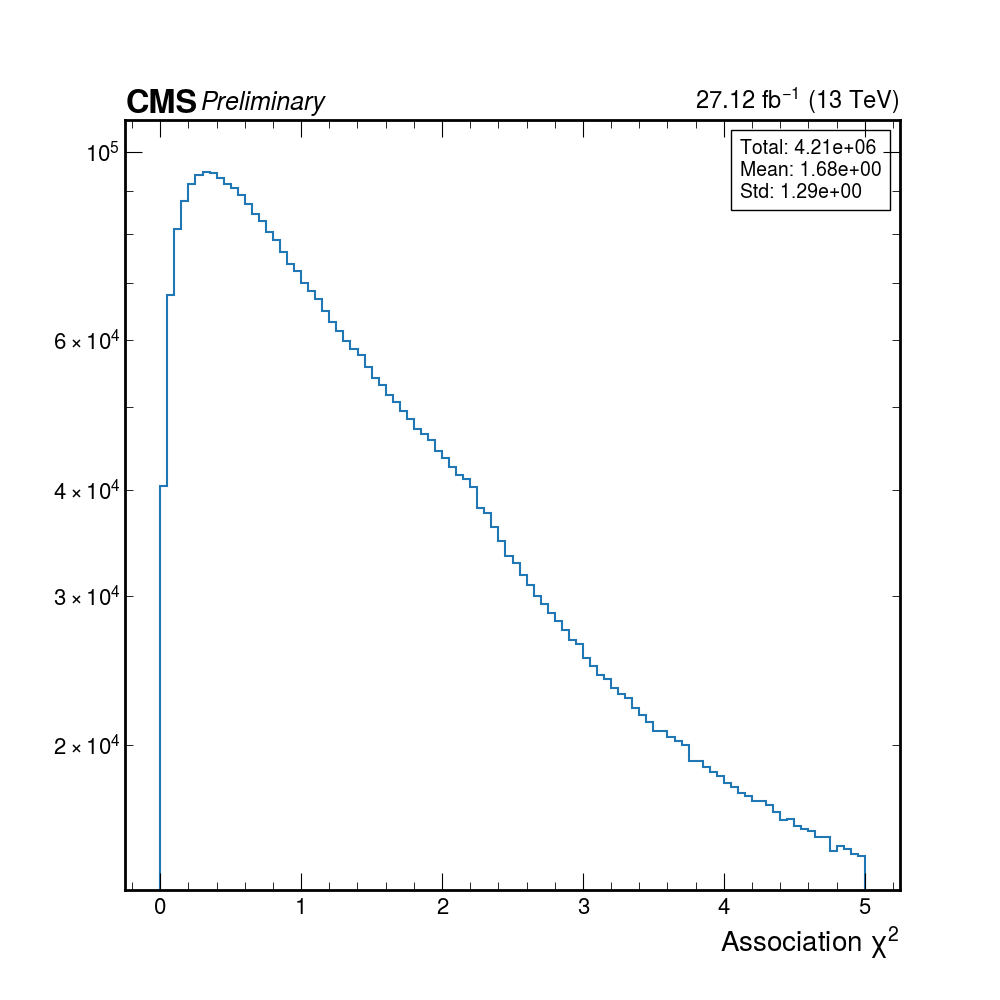 CMS Preliminary 27.12 fb⁻¹ (13 TeV)
Total: 4.21e+06
Mean: 1.68e+00
Std: 1.29e+00
10⁵
6 × 10⁴
4 × 10⁴
3 × 10⁴
2 × 10⁴
0 1 2 3 4 5
Association χ²